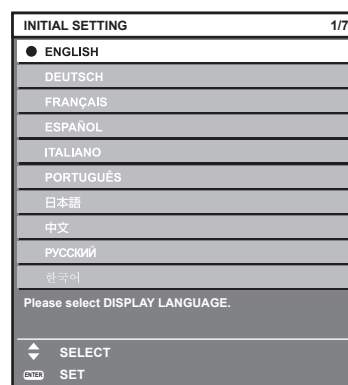 INITIAL SETTING 1/7
ENGLISH
DEUTSCH
FRANÇAIS
ESPAÑOL
ITALIANO
PORTUGUÊS
日本語
中文
РУССКИЙ
한국어
Please select DISPLAY LANGUAGE.
SELECT
ENTER SET